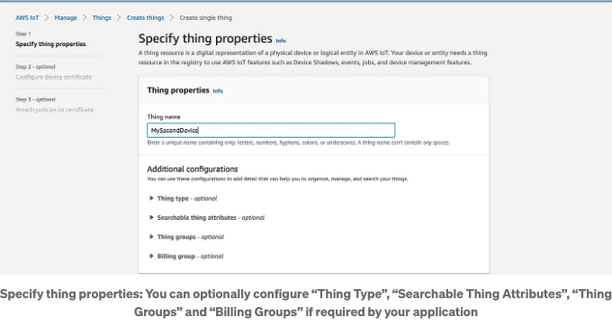 AWS IoT > Manage > Things > Create things > Create single thing
Step 1
Specify thing properties
Step 2 - optional
Configure device certificate
Step 3 - optional
Attach policies to certificate
Specify thing properties Info
A thing resource is a digital representation of a physical device or logical entity in AWS IoT. Your device or entity needs a thing
resource in the registry to use AWS IoT features such as Device Shadows, events, jobs, and device management features.
Thing properties Info
Thing name
MySecondDevice
Enter a unique name containing only: letters, numbers, hyphens, colons, or underscores. A thing name can't contain any spaces.
Additional configurations
You can use these configurations to add detail that can help you to organize, manage, and search your things.
Thing type - optional
Searchable thing attributes - optional
Thing groups - optional
Billing group - optional
Specify thing properties: You can optionally configure “Thing Type”, “Searchable Thing Attributes”, “Thing
Groups” and “Billing Groups” if required by your application